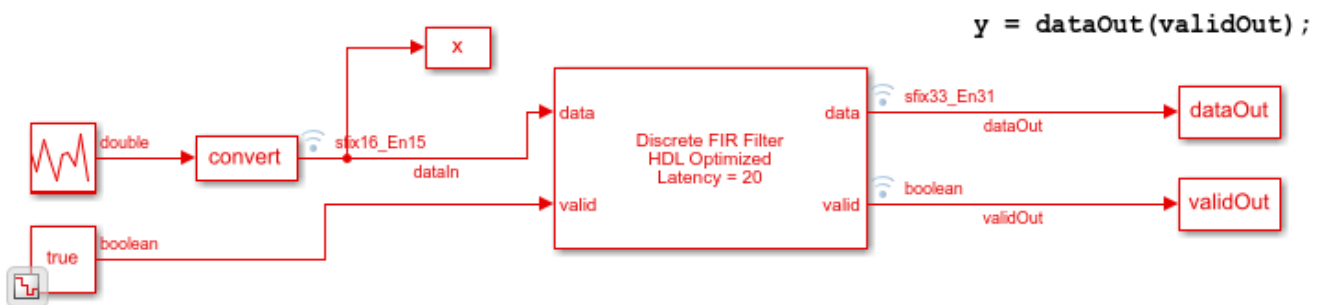 y = dataOut(validOut);
x
double
convert
sfix16_En15
dataIn
true
boolean
data
valid
Discrete FIR Filter
HDL Optimized
Latency = 20
data
valid
sfix33_En31
dataOut
dataOut
boolean
validOut
validOut